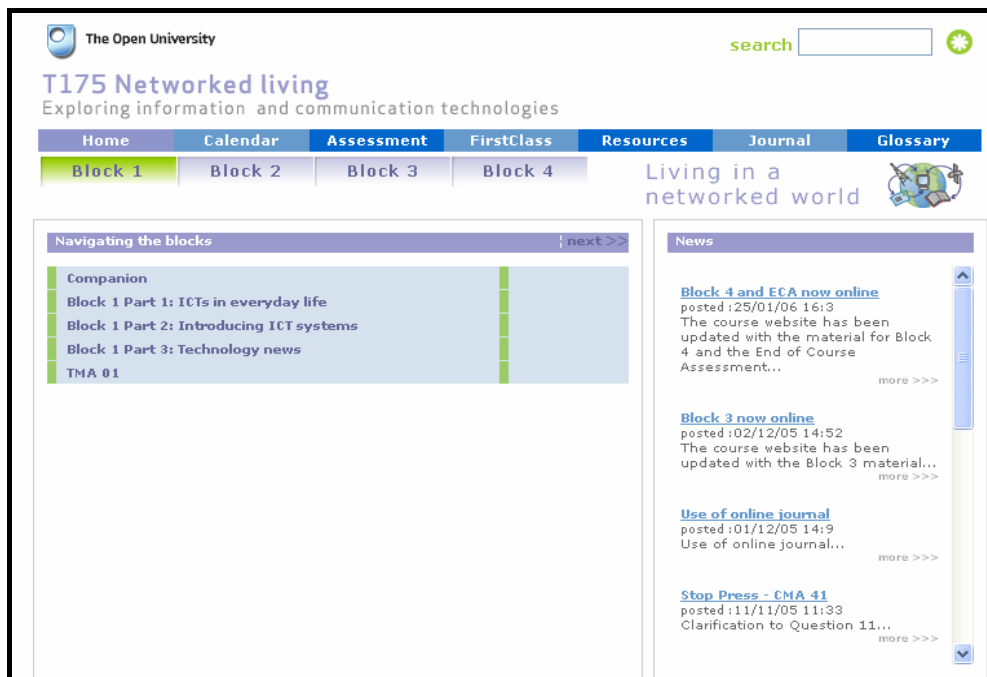 The Open University
search
T175 Networked living
Exploring information and communication technologies
Home Calendar Assessment FirstClass Resources Journal Glossary
Block 1 Block 2 Block 3 Block 4
Living in a
networked world
Navigating the blocks
next >>
Companion
Block 1 Part 1: ICTs in everyday life
Block 1 Part 2: Introducing ICT systems
Block 1 Part 3: Technology news
TMA 01
News
Block 4 and ECA now online
posted :25/01/06 16:3
The course website has been
updated with the material for Block
4 and the End of Course
Assessment...
more >>>
Block 3 now online
posted :02/12/05 14:52
The course website has been
updated with the Block 3 material...
more >>>
Use of online journal
posted :01/12/05 14:9
Use of online journal...
more >>>
Stop Press - CMA 41
posted :11/11/05 11:33
Clarification to Question 11...
more >>>